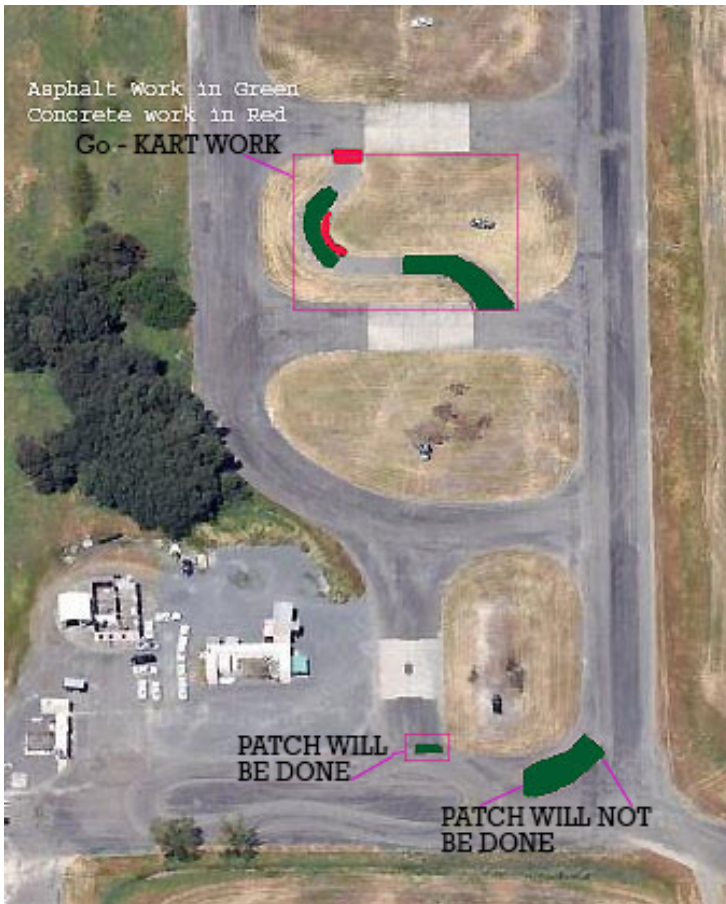 Asphalt Work in Green
Concrete work in Red
Go - KART WORK
PATCH WILL
BE DONE
PATCH WILL NOT
BE DONE